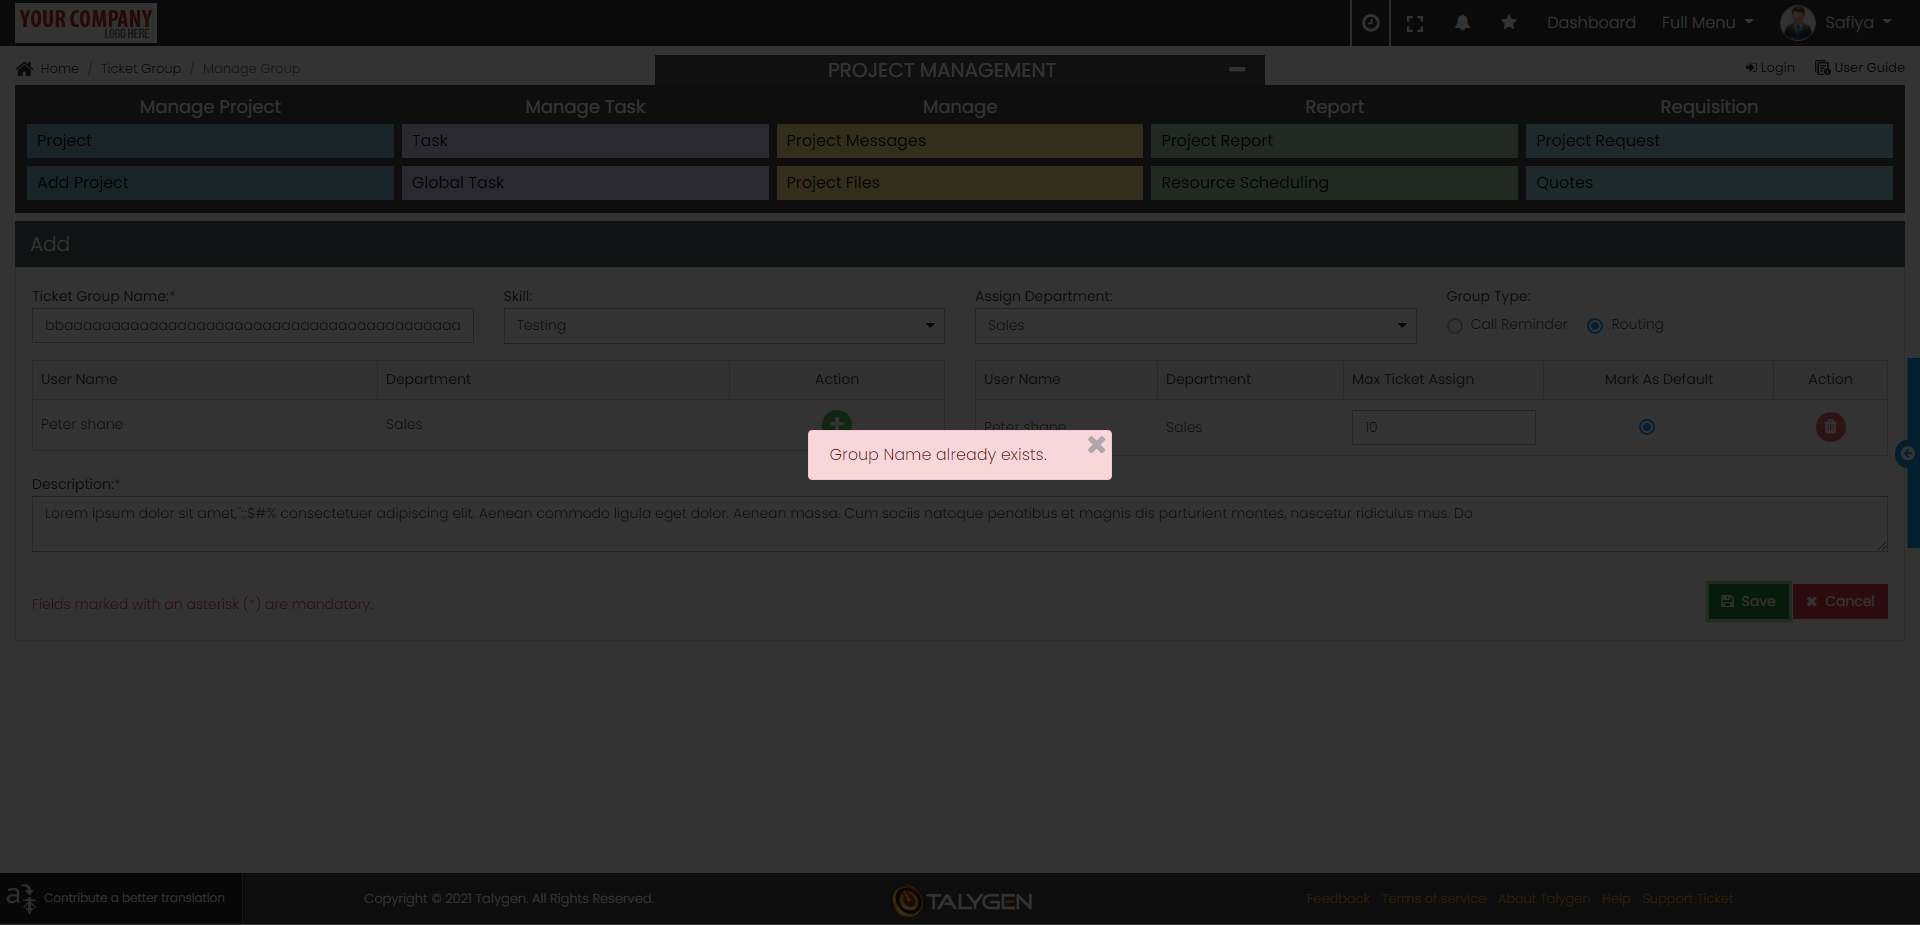 YOUR COMPANY
LOGO HERE
Dashboard
Full Menu
Safiya
Home / Ticket Group / Manage Group
PROJECT MANAGEMENT
Login
User Guide
Manage Project
Manage Task
Manage
Report
Requisition
Project
Task
Project Messages
Project Report
Project Request
Add Project
Global Task
Project Files
Resource Scheduling
Quotes
Add
Ticket Group Name:*
Skill:
Assign Department:
Group Type:
Testing
Sales
Call Reminder
Routing
User Name
Department
Action
User Name
Department
Max Ticket Assign
Mark As Default
Action
Peter shane
Sales
Peter shane
Sales
10
Group Name already exists.
Description:*
Lorem ipsum dolor sit amet,";;$#% consectetuer adipiscing elit. Aenean commodo ligula eget dolor. Aenean massa. Cum sociis natoque penatibus et magnis dis parturient montes, nascetur ridiculus mus. Do
Fields marked with an asterisk (*) are mandatory.
Save
Cancel
Contribute a better translation
Copyright © 2021 Talygen. All Rights Reserved.
TALYGEN
Feedback
Terms of service
About Talygen
Help
Support Ticket